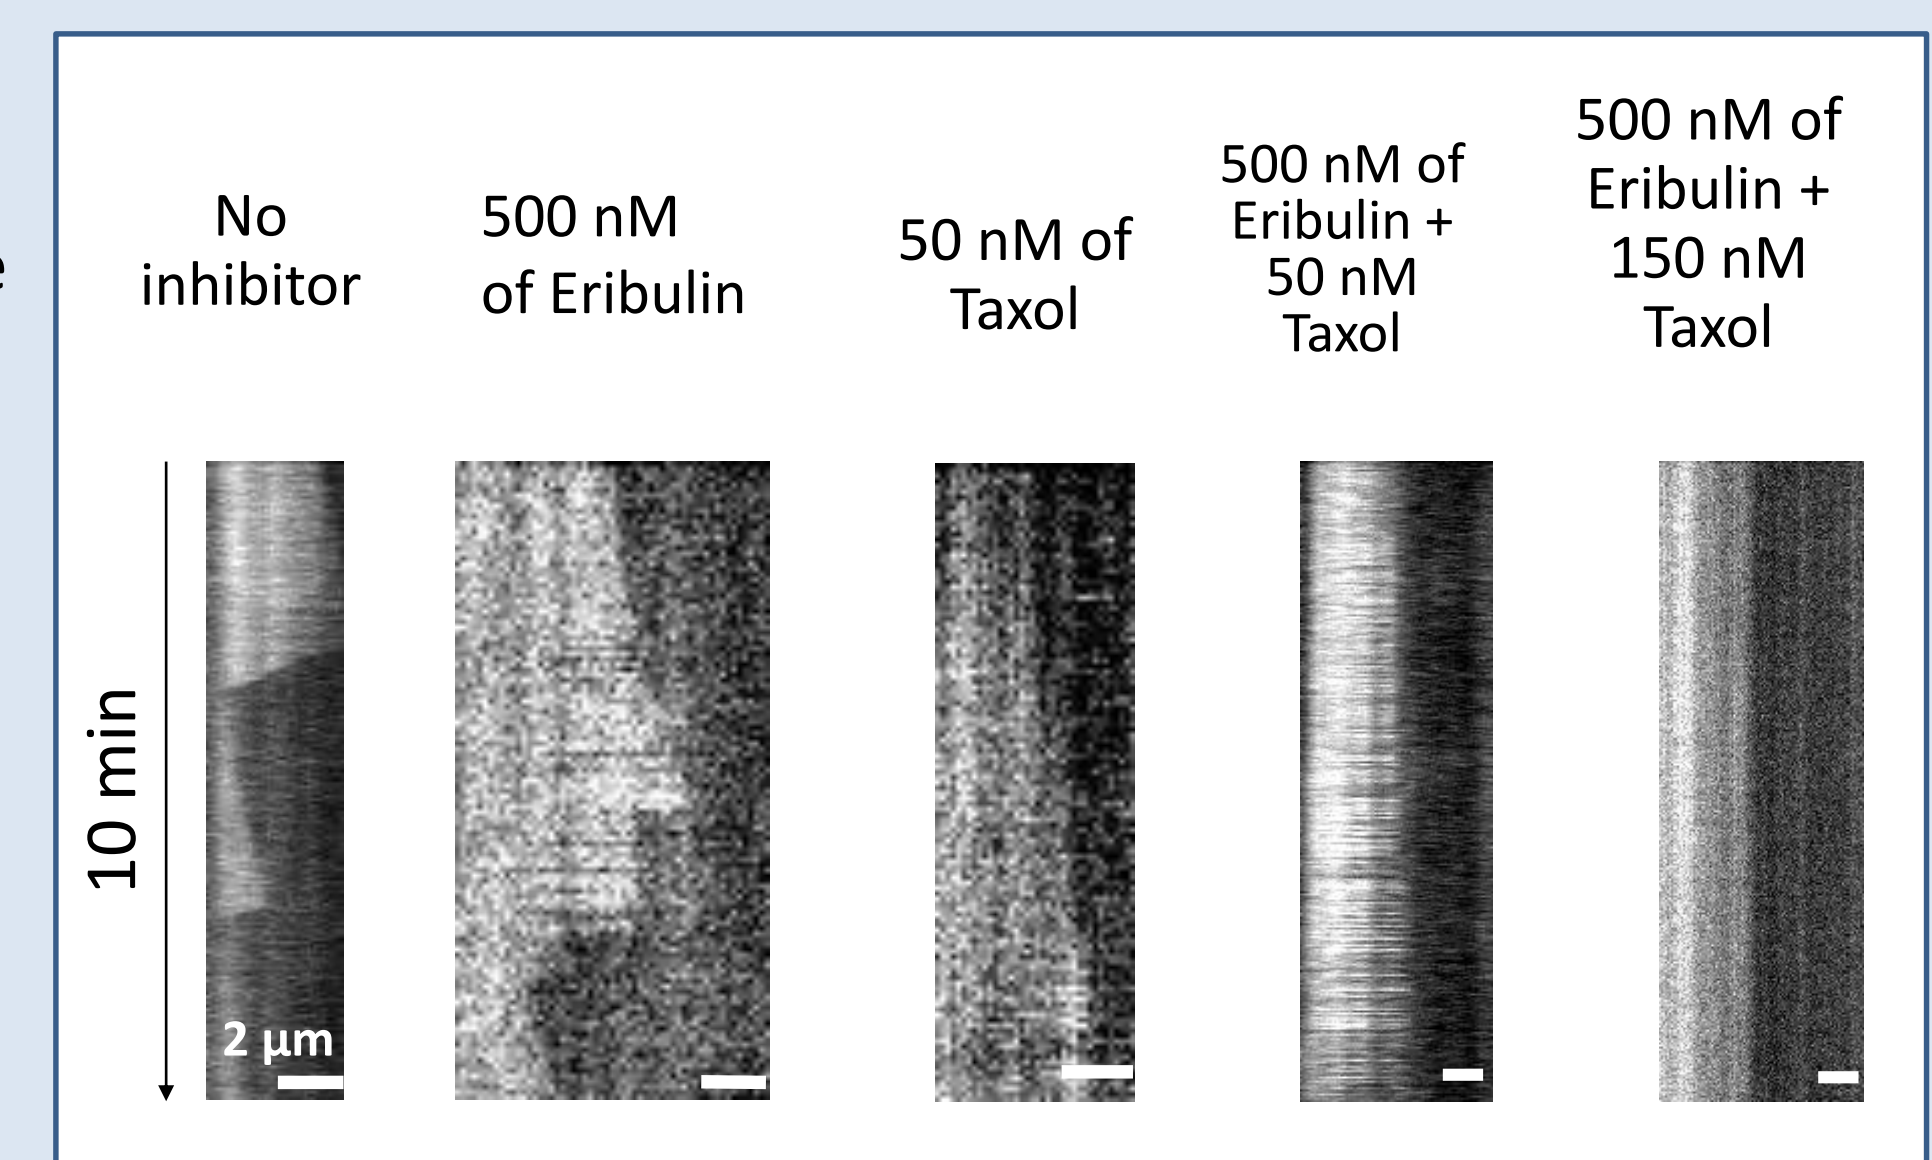 No
inhibitor
500 nM
of Eribulin
50 nM of
Taxol
500 nM of
Eribulin +
50 nM
Taxol
500 nM of
Eribulin +
150 nM
Taxol
10 min
2 µm